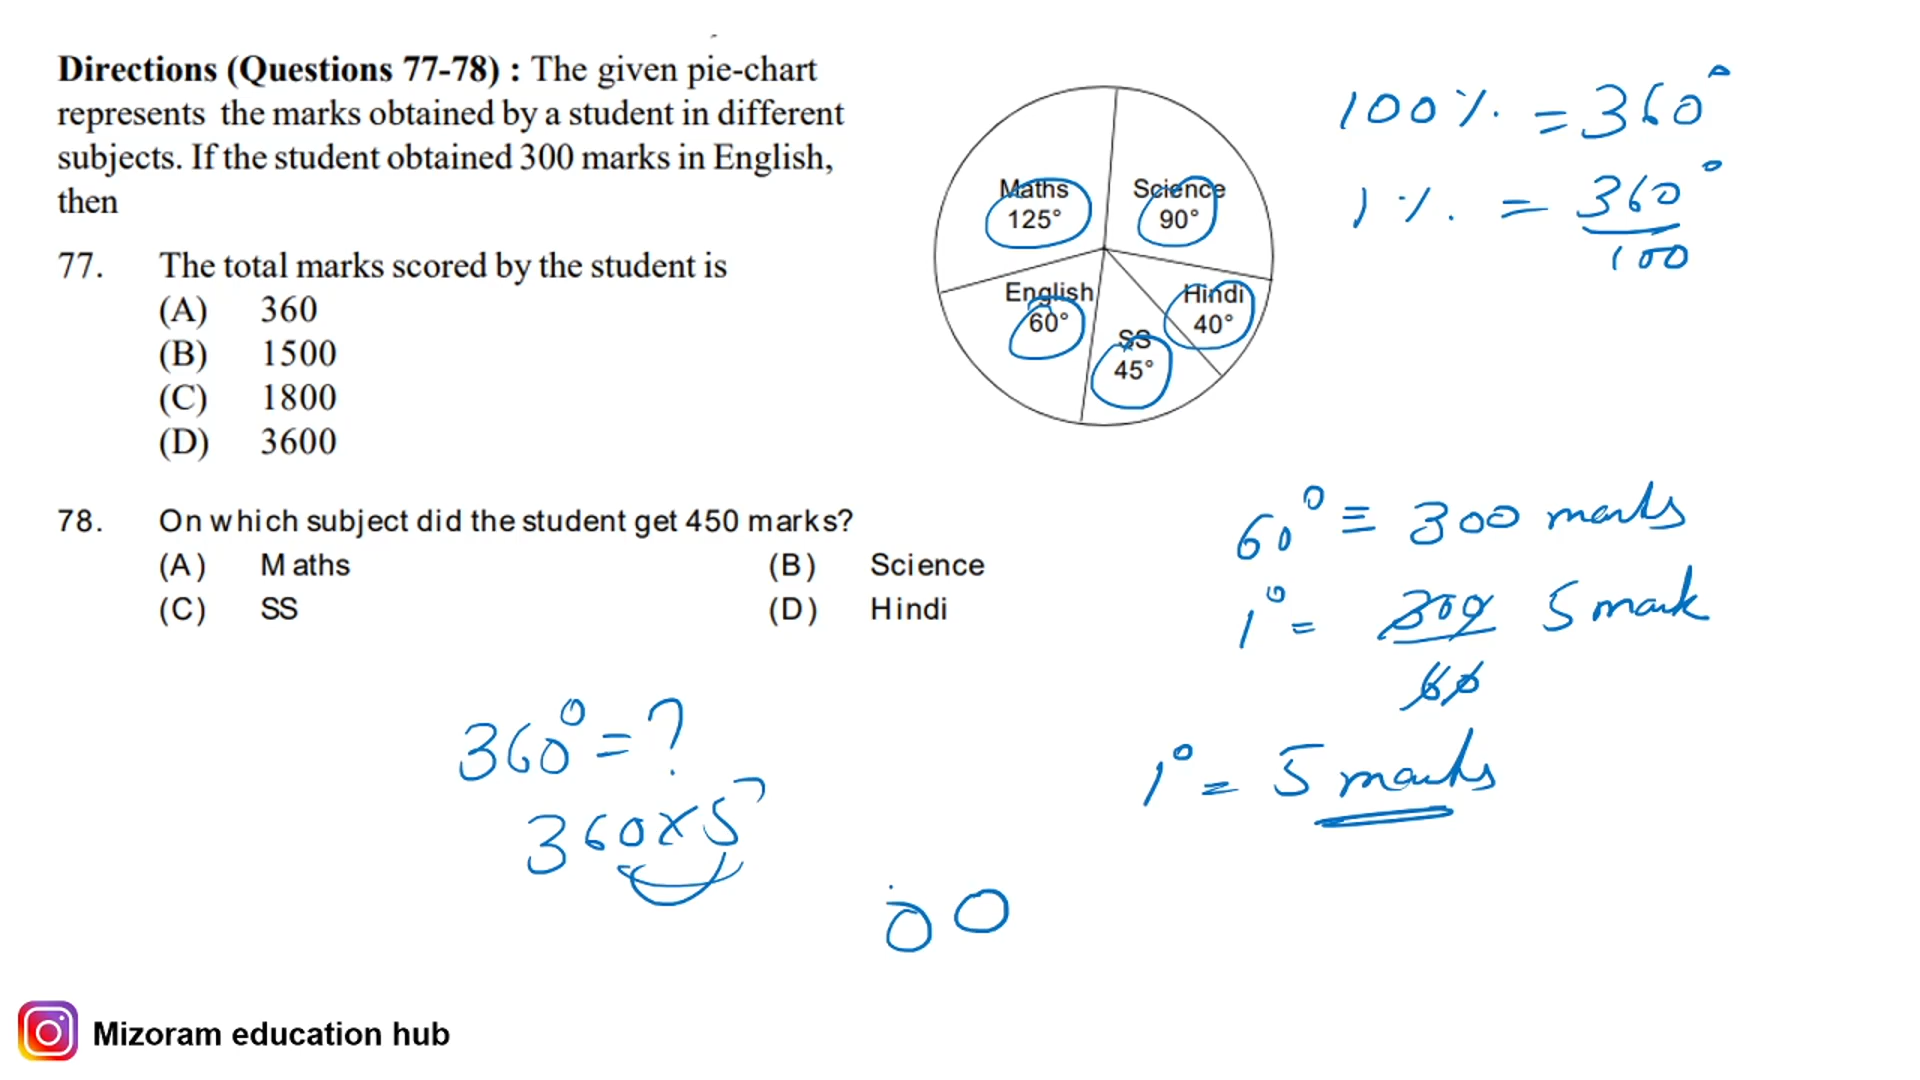 Directions (Questions 77-78) : The given pie-chart
represents the marks obtained by a student in different
subjects. If the student obtained 300 marks in English,
then
77. The total marks scored by the student is
(A) 360
(B) 1500
(C) 1800
(D) 3600
78. On which subject did the student get 450 marks?
(A) Maths (B) Science
(C) SS (D) Hindi
Maths
125°
Science
90°
English
60°
Hindi
40°
SS
45°
100% = 360°
1% = 360°
100
60° = 300 marks
1° = 300 5 mark
60
1° = 5 marks
360° = ?
360×5
00
Mizoram education hub